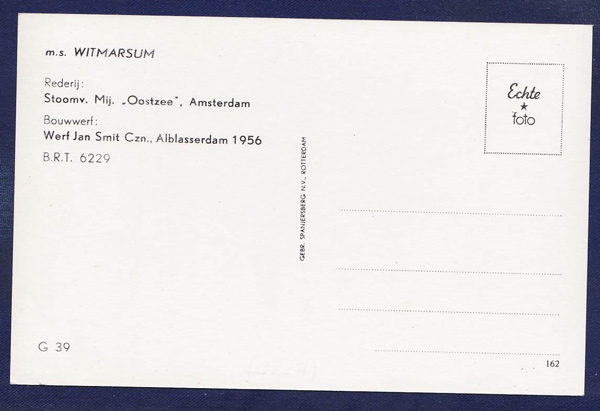 m.s. WITMARSUM
Rederij:
Stoomv. Mij. „Oostzee", Amsterdam
Bouwwerf:
Werf Jan Smit Czn., Alblasserdam 1956
B.R.T. 6229
Echte
★
foto
GEBR. SPANJERSBERG N.V., ROTTERDAM
G 39
162